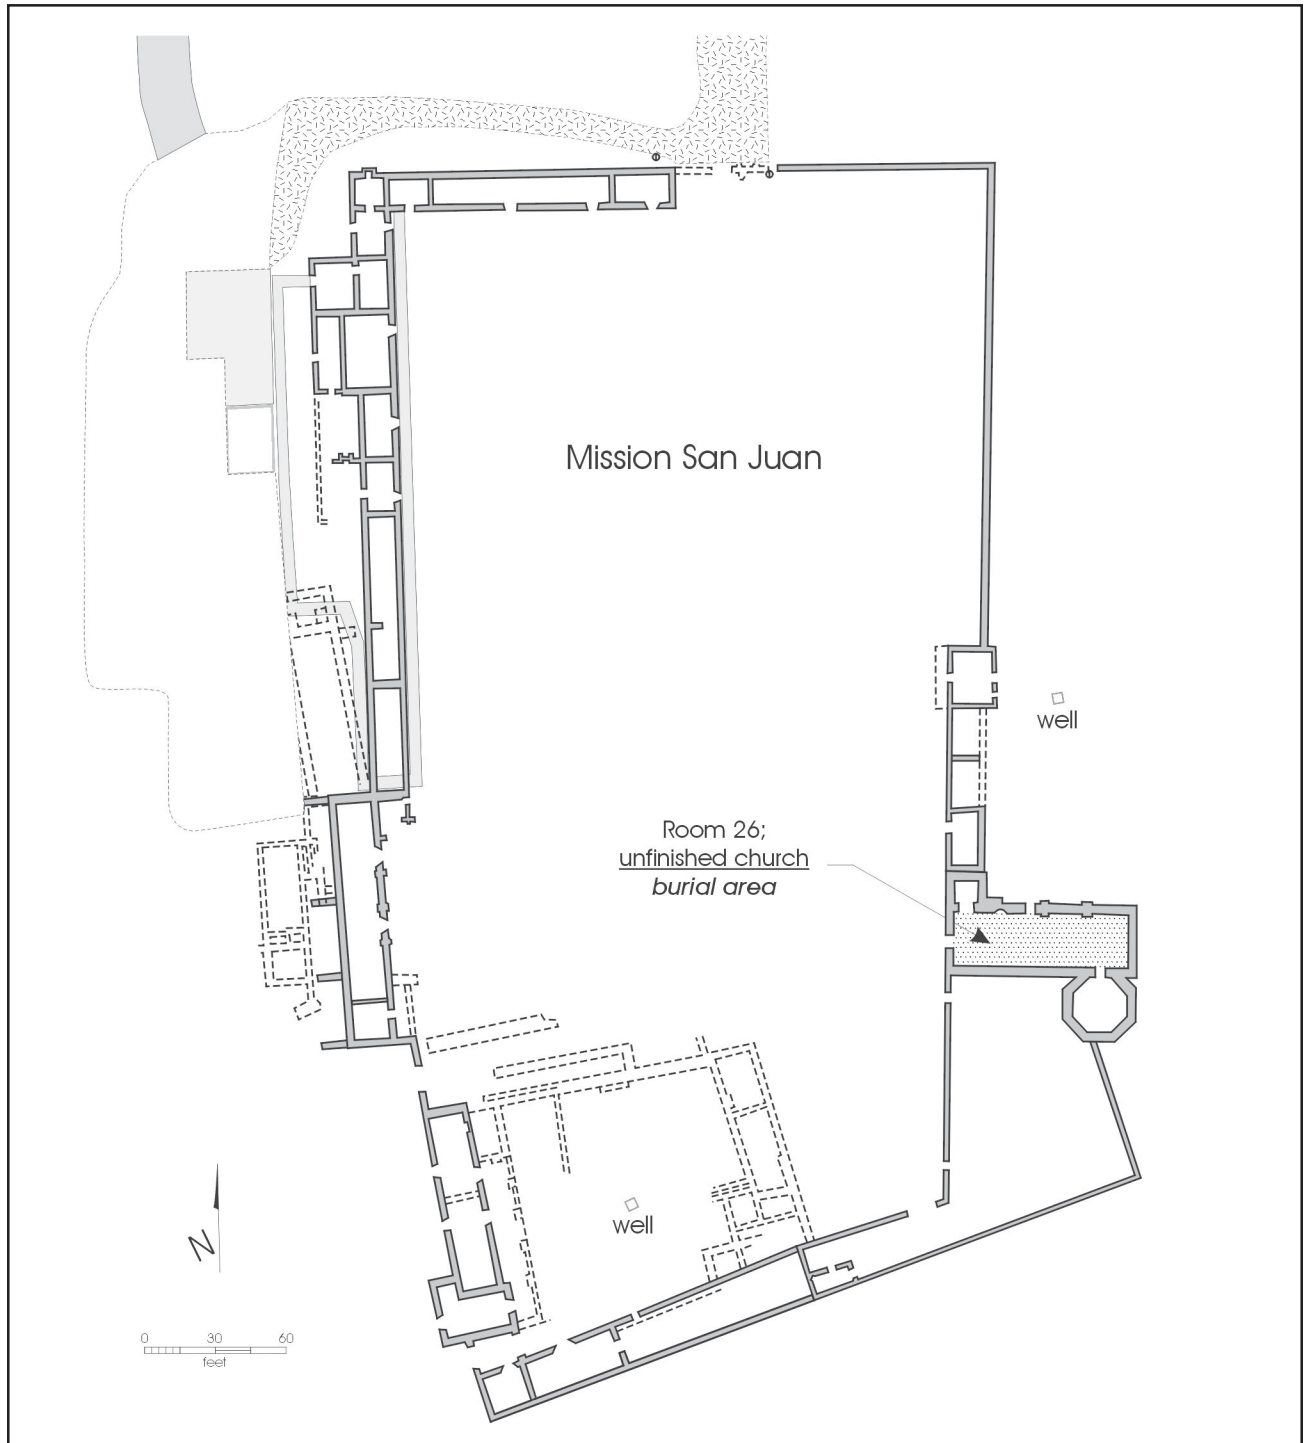 Mission San Juan
well
Room 26;
unfinished church
burial area
well
N
0 30 60
feet